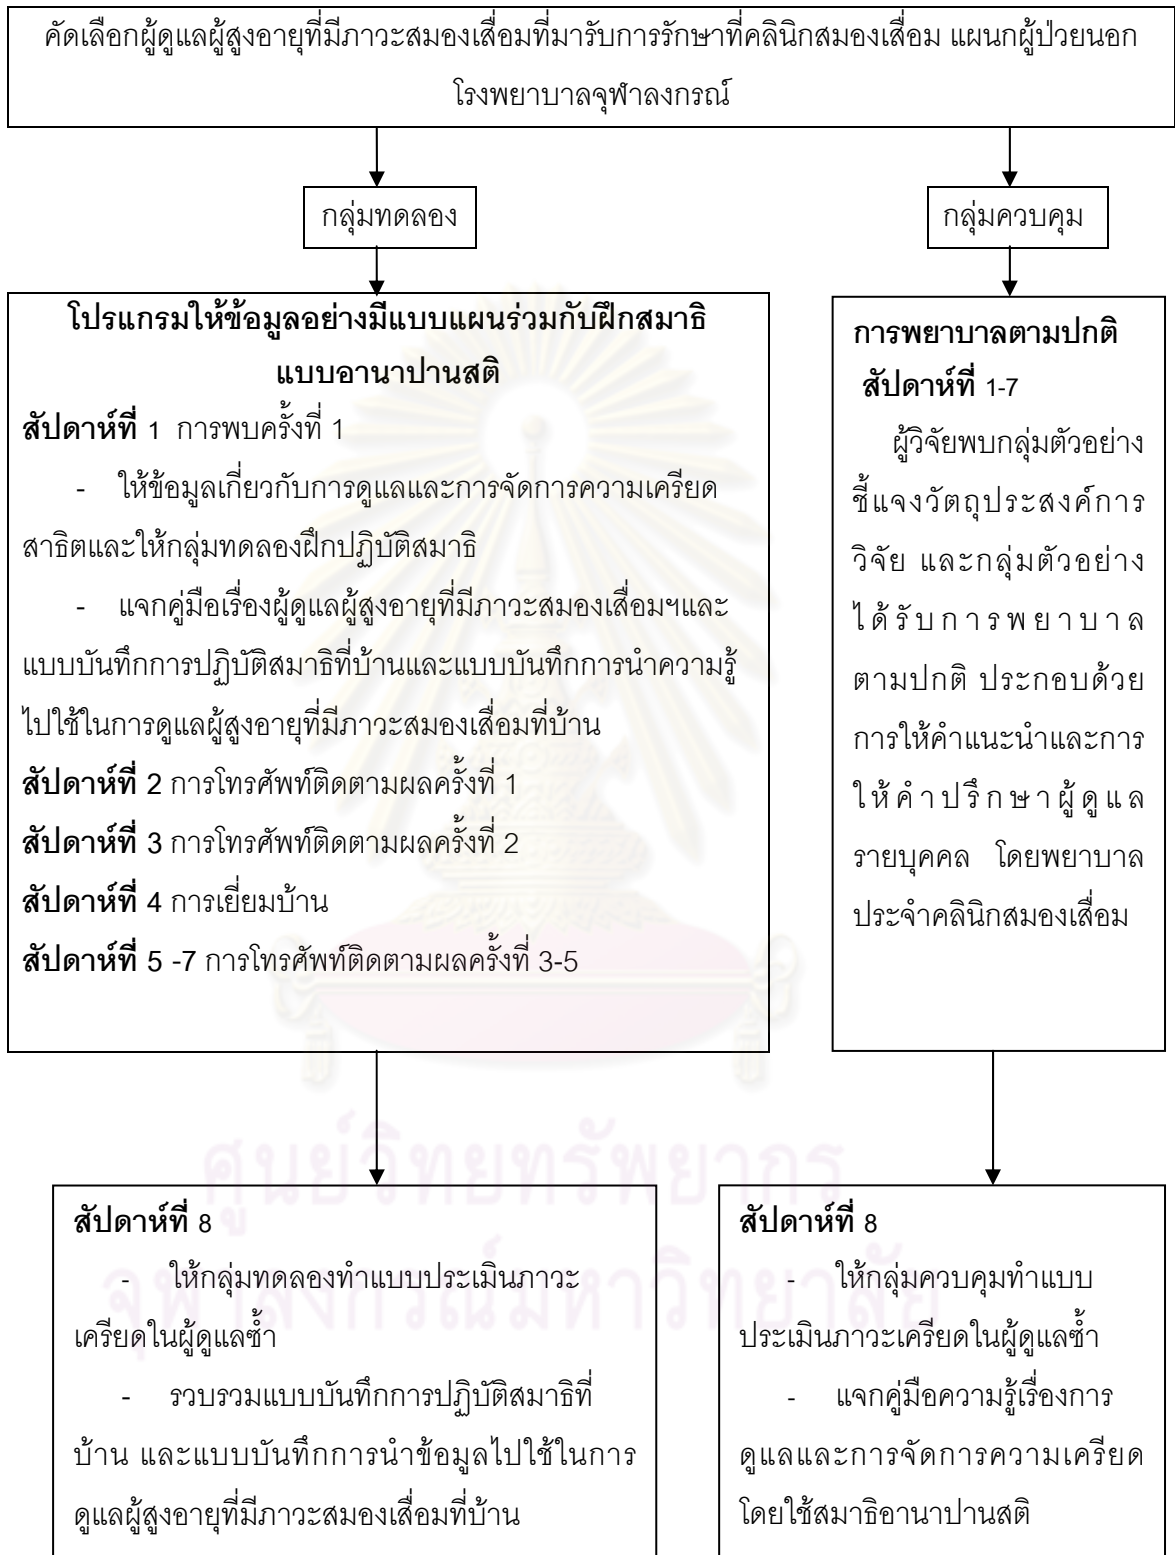 คัดเลือกผู้ดูแลผู้สูงอายุที่มีภาวะสมองเสื่อมที่มารับการรักษาที่คลินิกสมองเสื่อม แผนกผู้ป่วยนอก
โรงพยาบาลจุฬาลงกรณ์
กลุ่มทดลอง
กลุ่มควบคุม
โปรแกรมให้ข้อมูลอย่างมีแบบแผนร่วมกับฝึกสมาธิ
แบบอานาปานสติ
สัปดาห์ที่ 1 การพบครั้งที่ 1
- ให้ข้อมูลเกี่ยวกับการดูแลและการจัดการความเครียด
สาธิตและให้กลุ่มทดลองฝึกปฏิบัติสมาธิ
- แจกคู่มือเรื่องผู้ดูแลผู้สูงอายุที่มีภาวะสมองเสื่อมฯและ
แบบบันทึกการปฏิบัติสมาธิที่บ้านและแบบบันทึกการนำความรู้
ไปใช้ในการดูแลผู้สูงอายุที่มีภาวะสมองเสื่อมที่บ้าน
สัปดาห์ที่ 2 การโทรศัพท์ติดตามผลครั้งที่ 1
สัปดาห์ที่ 3 การโทรศัพท์ติดตามผลครั้งที่ 2
สัปดาห์ที่ 4 การเยี่ยมบ้าน
สัปดาห์ที่ 5 -7 การโทรศัพท์ติดตามผลครั้งที่ 3-5
การพยาบาลตามปกติ
สัปดาห์ที่ 1-7
ผู้วิจัยพบกลุ่มตัวอย่าง
ชี้แจงวัตถุประสงค์การ
วิจัย และกลุ่มตัวอย่าง
ได้รับการพยาบาล
ตามปกติ ประกอบด้วย
การให้คำแนะนำและการ
ให้คำปรึกษาผู้ดูแล
รายบุคคล โดยพยาบาล
ประจำคลินิกสมองเสื่อม
ศูนย์วิทยทรัพยากร
จุฬาลงกรณ์มหาวิทยาลัย
สัปดาห์ที่ 8
- ให้กลุ่มทดลองทำแบบประเมินภาวะ
เครียดในผู้ดูแลซ้ำ
- รวบรวมแบบบันทึกการปฏิบัติสมาธิที่
บ้าน และแบบบันทึกการนำข้อมูลไปใช้ในการ
ดูแลผู้สูงอายุที่มีภาวะสมองเสื่อมที่บ้าน
สัปดาห์ที่ 8
- ให้กลุ่มควบคุมทำแบบ
ประเมินภาวะเครียดในผู้ดูแลซ้ำ
- แจกคู่มือความรู้เรื่องการ
ดูแลและการจัดการความเครียด
โดยใช้สมาธิอานาปานสติ